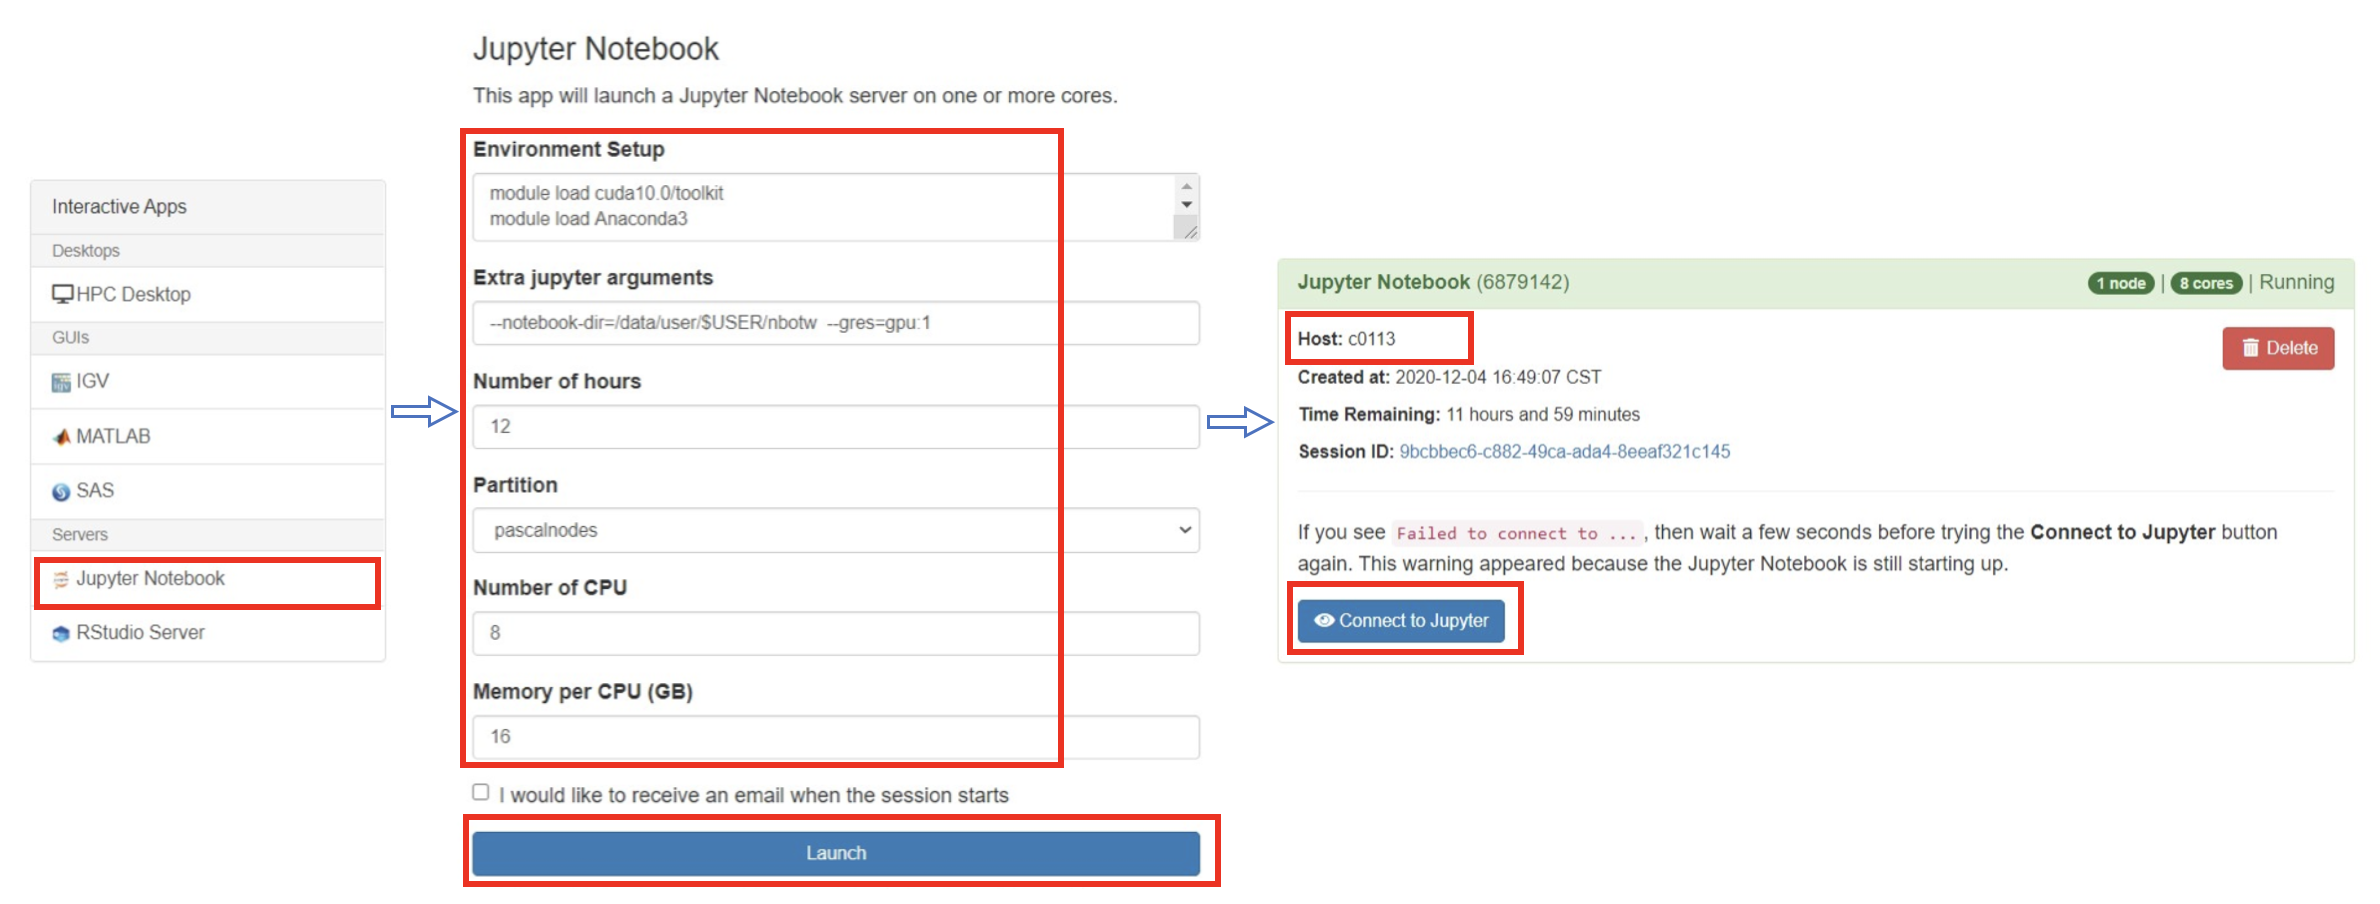 Interactive Apps
Desktops
HPC Desktop
GUIs
IGV
MATLAB
SAS
Servers
Jupyter Notebook
RStudio Server
Jupyter Notebook
This app will launch a Jupyter Notebook server on one or more cores.
Environment Setup
module load cuda10.0/toolkit
module load Anaconda3
Extra jupyter arguments
--notebook-dir=/data/user/$USER/nbotw --gres=gpu:1
Number of hours
12
Partition
pascalnodes
Number of CPU
8
Memory per CPU (GB)
16
I would like to receive an email when the session starts
Launch
Jupyter Notebook (6879142) 1 node | 8 cores | Running
Host: c0113
Delete
Created at: 2020-12-04 16:49:07 CST
Time Remaining: 11 hours and 59 minutes
Session ID: 9bcbbec6-c882-49ca-ada4-8eeaf321c145
If you see Failed to connect to ..., then wait a few seconds before trying the Connect to Jupyter button
again. This warning appeared because the Jupyter Notebook is still starting up.
Connect to Jupyter